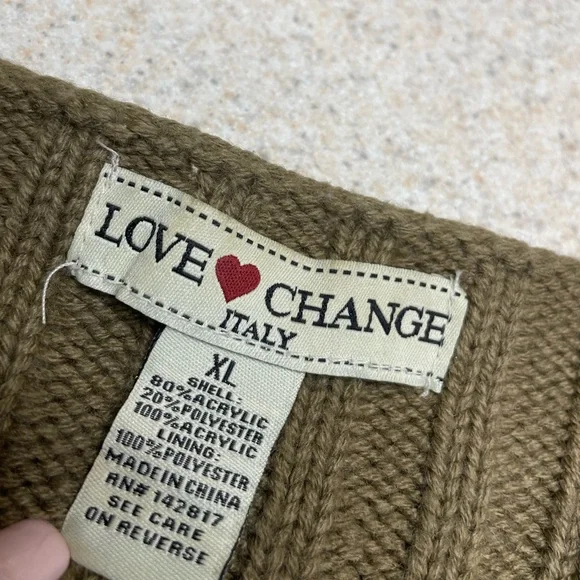 LOVE CHANGE
ITALY
XL
SHELL:
80%ACRYLIC
20%POLYESTER
100%ACRYLIC
LINING:
100%POLYESTER
MADE IN CHINA
RN# 142817
SEE CARE
ON REVERSE